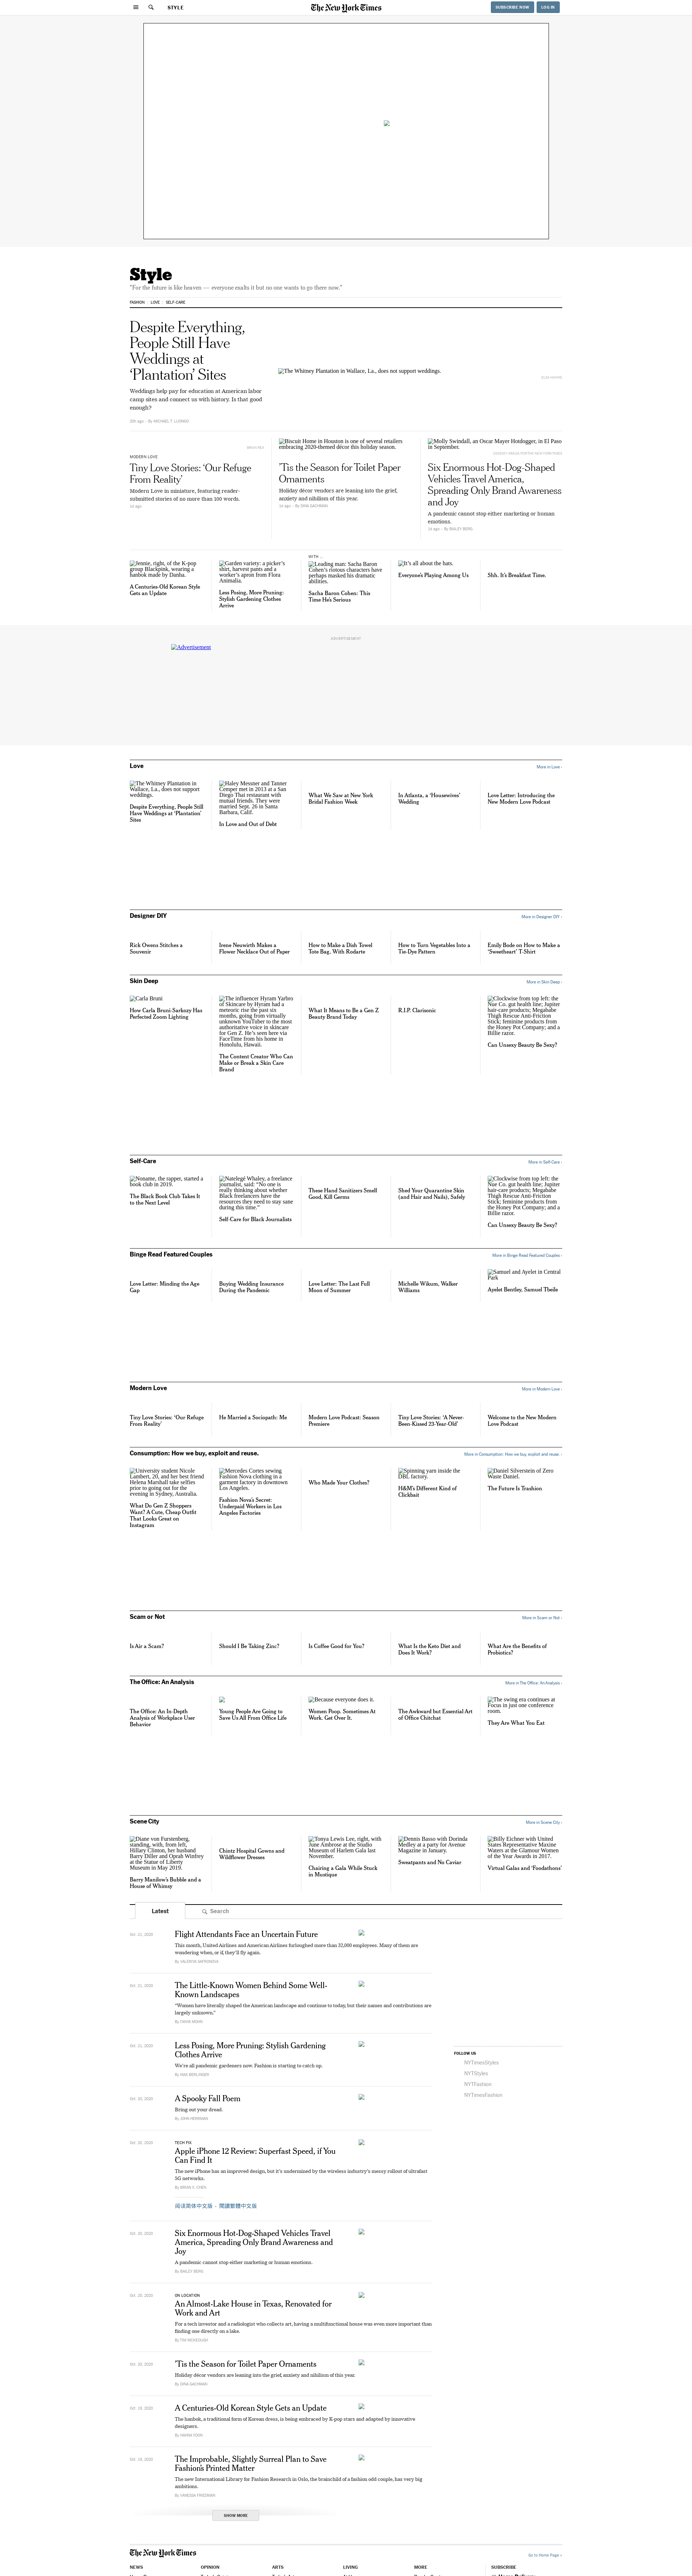 STYLE
The New York Times
SUBSCRIBE NOW
LOG IN
Style
"For the future is like heaven — everyone exalts it but no one wants to go there now."
FASHION
LOVE
SELF-CARE
Despite Everything,
People Still Have
Weddings at
‘Plantation’ Sites
Weddings help pay for education at American labor
camp sites and connect us with history. Is that good
enough?
The Whitney Plantation in Wallace, La., does not support weddings.
MODERN LOVE
Tiny Love Stories: ‘Our Refuge
From Reality’
Modern Love in miniature, featuring reader-
submitted stories of no more than 100 words.
1d ago
Biscuit Home in Houston is one of several retailers
embracing 2020-themed décor this holiday season.
’Tis the Season for Toilet Paper
Ornaments
Holiday décor vendors are leaning into the grief,
anxiety and nihilism of this year.
1d ago · By DINA GACHMAN
Molly Swindall, an Oscar Mayer Hotdogger, in El Paso
in September.
Six Enormous Hot-Dog-Shaped
Vehicles Travel America,
Spreading Only Brand Awareness
and Joy
A pandemic cannot stop either marketing or human
emotions.
1d ago · By BAILEY BERG
Jennie, right, of the K-pop
group Blackpink, wearing a
hanbok made by Danha.
A Centuries-Old Korean Style
Gets an Update
Garden variety: a picker’s
shirt, harvest pants and a
worker’s apron from Flora
Animalia.
Less Posing, More Pruning:
Stylish Gardening Clothes
Arrive
WITH ...
Leading man: Sacha Baron
Cohen’s riotous characters have
perhaps masked his dramatic
abilities.
Sacha Baron Cohen: This
Time He’s Serious
It’s all about the hats.
Everyone’s Playing Among Us
Shh. It’s Breakfast Time.
ADVERTISEMENT
Advertisement
Love
More in Love ›
The Whitney Plantation in
Wallace, La., does not support
weddings.
Despite Everything, People Still
Have Weddings at ‘Plantation’
Sites
Haley Messner and Tanner
Cemper met in 2013 at a San
Diego Thai restaurant with
mutual friends. They were
married Sept. 26 in Santa
Barbara, Calif.
In Love and Out of Debt
What We Saw at New York
Bridal Fashion Week
In Atlanta, a ‘Housewives’
Wedding
Love Letter: Introducing the
New Modern Love Podcast
Designer DIY
More in Designer DIY ›
Rick Owens Stitches a
Souvenir
Irene Neuwirth Makes a
Flower Necklace Out of Paper
How to Make a Dish Towel
Tote Bag, With Rodarte
How to Turn Vegetables Into a
Tie-Dye Pattern
Emily Bode on How to Make a
‘Sweetheart’ T-Shirt
Skin Deep
More in Skin Deep ›
Carla Bruni
How Carla Bruni-Sarkozy Has
Perfected Zoom Lighting
The influencer Hyram Yarbro
of Skincare by Hyram had a
meteoric rise the past six
months, going from virtually
unknown YouTuber to the most
authoritative voice in skincare
for Gen Z. He’s seen here via
FaceTime from his home in
Honolulu, Hawaii.
The Content Creator Who Can
Make or Break a Skin Care
Brand
What It Means to Be a Gen Z
Beauty Brand Today
R.I.P. Clarisonic
Clockwise from top left: the
Nue Co. gut health line; Jupiter
hair-care products; Megababe
Thigh Rescue Anti-Friction
Stick; feminine products from
the Honey Pot Company; and a
Billie razor.
Can Unsexy Beauty Be Sexy?
Self-Care
More in Self-Care ›
Noname, the rapper, started a
book club in 2019.
The Black Book Club Takes It
to the Next Level
Natelegé Whaley, a freelance
journalist, said: “No one is
really thinking about whether
Black freelancers have the
resources they need to stay sane
during this time.”
Self-Care for Black Journalists
These Hand Sanitizers Smell
Good, Kill Germs
Shed Your Quarantine Skin
(and Hair and Nails), Safely
Clockwise from top left: the
Nue Co. gut health line; Jupiter
hair-care products; Megababe
Thigh Rescue Anti-Friction
Stick; feminine products from
the Honey Pot Company; and a
Billie razor.
Can Unsexy Beauty Be Sexy?
Binge Read Featured Couples
More in Binge Read Featured Couples ›
Love Letter: Minding the Age
Gap
Buying Wedding Insurance
During the Pandemic
Love Letter: The Last Full
Moon of Summer
Michelle Wikum, Walker
Williams
Samuel and Ayelet in Central
Park
Ayelet Bentley, Samuel Theile
Modern Love
More in Modern Love ›
Tiny Love Stories: ‘Our Refuge
From Reality’
He Married a Sociopath: Me
Modern Love Podcast: Season
Premiere
Tiny Love Stories: ‘A Never-
Been-Kissed 23-Year-Old’
Welcome to the New Modern
Love Podcast
Consumption: How we buy, exploit and reuse.
More in Consumption: How we buy, exploit and reuse. ›
University student Nicole
Lambert, 20, and her best friend
Helena Marshall take selfies
prior to going out for the
evening in Sydney, Australia.
What Do Gen Z Shoppers
Want? A Cute, Cheap Outfit
That Looks Great on
Instagram
Mercedes Cortes sewing
Fashion Nova clothing in a
garment factory in downtown
Los Angeles.
Fashion Nova’s Secret:
Underpaid Workers in Los
Angeles Factories
Who Made Your Clothes?
Spinning yarn inside the
DBL factory.
H&M’s Different Kind of
Clickbait
Daniel Silverstein of Zero
Waste Daniel.
The Future Is Trashion
Scam or Not
More in Scam or Not ›
Is Air a Scam?
Should I Be Taking Zinc?
Is Coffee Good for You?
What Is the Keto Diet and
Does It Work?
What Are the Benefits of
Probiotics?
The Office: An Analysis
More in The Office: An Analysis ›
The Office: An In-Depth
Analysis of Workplace User
Behavior
Young People Are Going to
Save Us All From Office Life
Because everyone does it.
Women Poop. Sometimes At
Work. Get Over It.
The Awkward but Essential Art
of Office Chitchat
The swing era continues at
Focus in just one conference
room.
They Are What You Eat
Scene City
More in Scene City ›
Diane von Furstenberg,
standing, with, from left,
Hillary Clinton, her husband
Barry Diller and Oprah Winfrey
at the Statue of Liberty
Museum in May 2019.
Barry Manilow’s Bubble and a
House of Whimsy
Chintz Hospital Gowns and
Wildflower Dresses
Tonya Lewis Lee, right, with
June Ambrose at the Studio
Museum of Harlem Gala last
November.
Chairing a Gala While Stuck
in Mustique
Dennis Basso with Dorinda
Medley at a party for Avenue
Magazine in January.
Sweatpants and No Caviar
Billy Eichner with United
States Representative Maxine
Waters at the Glamour Women
of the Year Awards in 2017.
Virtual Galas and ‘Foodathons’
Latest
Search
Oct. 21, 2020
Flight Attendants Face an Uncertain Future
This month, United Airlines and American Airlines furloughed more than 32,000 employees. Many of them are
wondering when, or if, they’ll fly again.
By VALERIYA SAFRONOVA
Oct. 21, 2020
The Little-Known Women Behind Some Well-
Known Landscapes
“Women have literally shaped the American landscape and continue to today, but their names and contributions are
largely unknown.”
Oct. 21, 2020
Less Posing, More Pruning: Stylish Gardening
Clothes Arrive
We’re all pandemic gardeners now. Fashion is starting to catch up.
By MAX BERLINGER
Oct. 20, 2020
A Spooky Fall Poem
Bring out your dread.
By JOHN HERRMAN
FOLLOW US
NYTimesStyles
NYTStyles
NYTFashion
NYTimesFashion
Oct. 20, 2020
TECH FIX
Apple iPhone 12 Review: Superfast Speed, if You
Can Find It
The new iPhone has an improved design, but it’s undermined by the wireless industry’s messy rollout of ultrafast
5G networks.
By BRIAN X. CHEN
阅读简体中文版 · 閱讀繁體中文版
Oct. 20, 2020
Six Enormous Hot-Dog-Shaped Vehicles Travel
America, Spreading Only Brand Awareness and
Joy
A pandemic cannot stop either marketing or human emotions.
By BAILEY BERG
Oct. 20, 2020
ON LOCATION
An Almost-Lake House in Texas, Renovated for
Work and Art
For a tech investor and a radiologist who collects art, having a multifunctional house was even more important than
finding one directly on a lake.
By TIM MCKEOUGH
Oct. 20, 2020
’Tis the Season for Toilet Paper Ornaments
Holiday décor vendors are leaning into the grief, anxiety and nihilism of this year.
By DINA GACHMAN
Oct. 19, 2020
A Centuries-Old Korean Style Gets an Update
The hanbok, a traditional form of Korean dress, is being embraced by K-pop stars and adapted by innovative
designers.
By HAHNA YOON
Oct. 19, 2020
The Improbable, Slightly Surreal Plan to Save
Fashion’s Printed Matter
The new International Library for Fashion Research in Oslo, the brainchild of a fashion odd couple, has very big
ambitions.
By VANESSA FRIEDMAN
SHOW MORE
The New York Times
Go to Home Page »
NEWS
OPINION
ARTS
LIVING
MORE
SUBSCRIBE